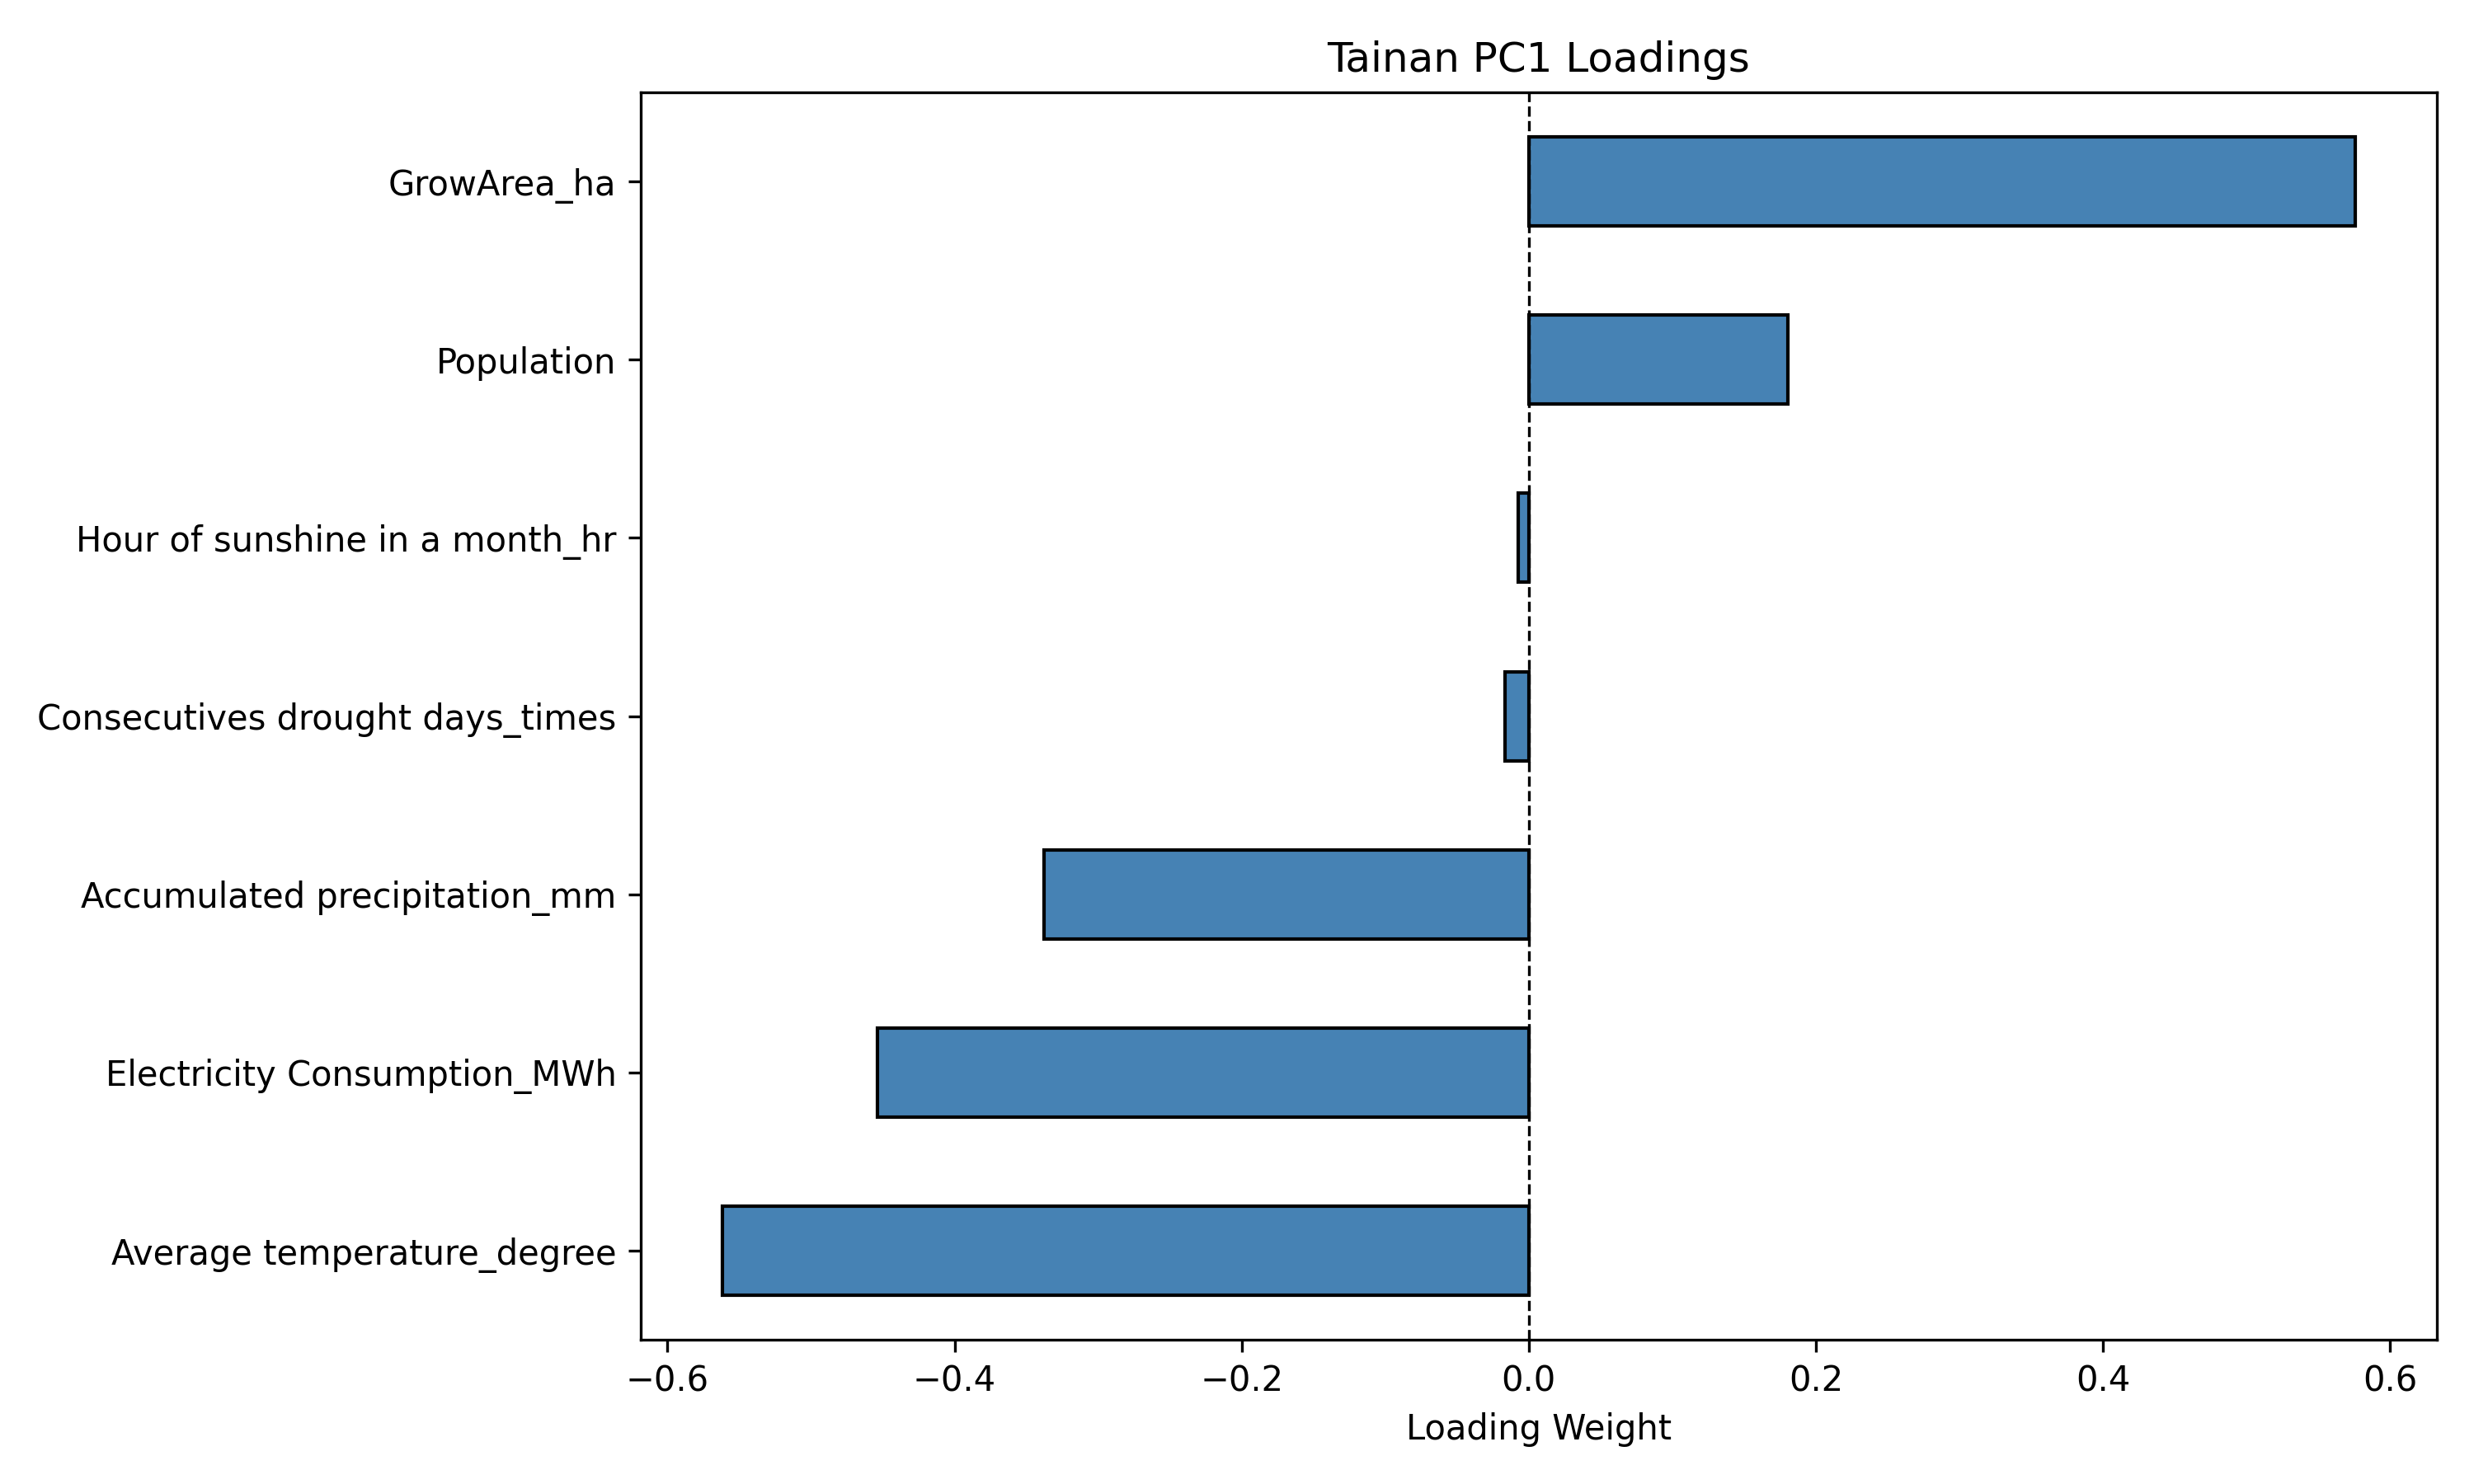 Tainan PC1 Loadings
GrowArea_ha
Population
Hour of sunshine in a month_hr
Consecutives drought days_times
Accumulated precipitation_mm
Electricity Consumption_MWh
Average temperature_degree
−0.6 −0.4 −0.2 0.0 0.2 0.4 0.6
Loading Weight